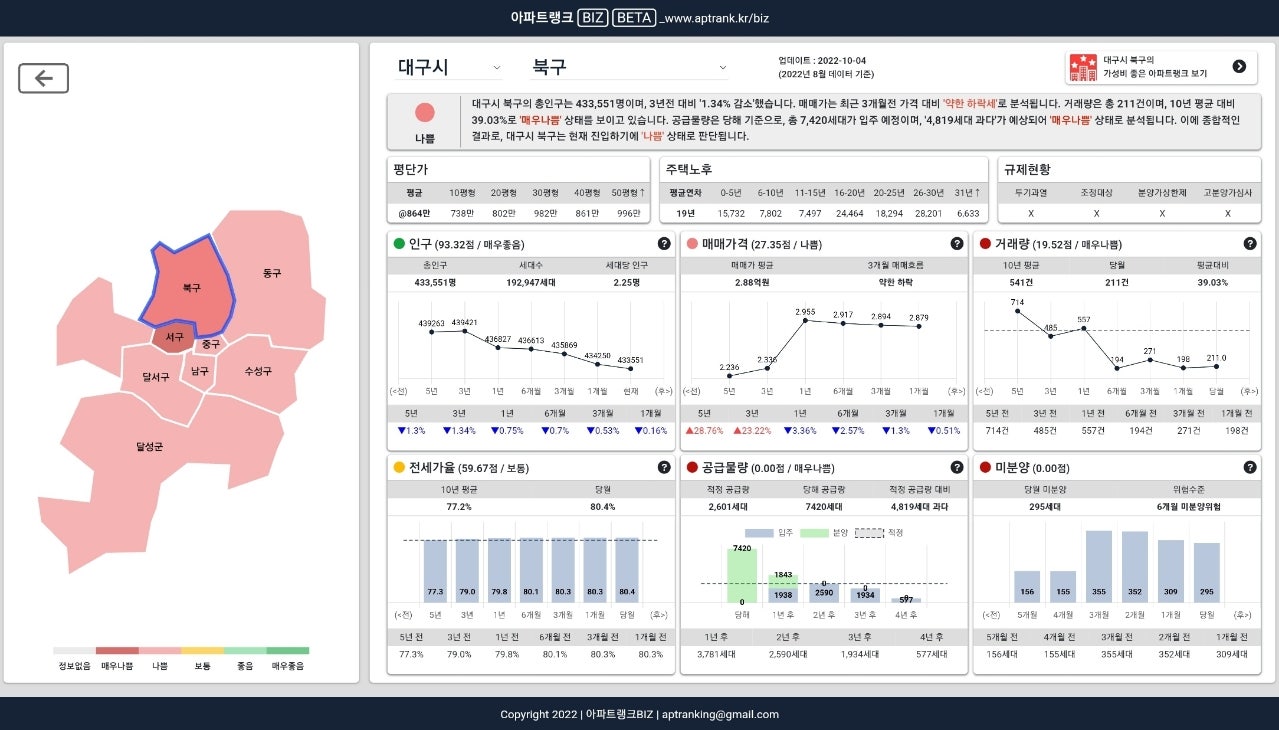 아파트랭크 BIZ BETA _www.aptrank.kr/biz
대구시 북구
업데이트 : 2022-10-04
(2022년 8월 데이터 기준)
대구시 북구의
가성비 좋은 아파트랭크 보기
나쁨
대구시 북구의 총인구는 433,551명이며, 3년전 대비 '1.34% 감소'했습니다. 매매가는 최근 3개월전 가격 대비 '약한 하락세'로 분석됩니다. 거래량은 총 211건이며, 10년 평균 대비
39.03%로 '매우나쁨' 상태를 보이고 있습니다. 공급물량은 당해 기준으로, 총 7,420세대가 입주 예정이며, '4,819세대 과다'가 예상되어 '매우나쁨' 상태로 분석됩니다. 이에 종합적인
결과로, 대구시 북구는 현재 진입하기에 '나쁨' 상태로 판단됩니다.
평단가
평균 10평형 20평형 30평형 40평형 50평형↑
@864만 738만 802만 982만 861만 996만
주택노후
평균연차 0-5년 6-10년 11-15년 16-20년 20-25년 26-30년 31년↑
19년 15,732 7,802 7,497 24,464 18,294 28,201 6,633
규제현황
투기과열 조정대상 분양가상한제 고분양가심사
X X X X
인구 (93.32점 / 매우좋음) ?
총인구 세대수 세대당 인구
433,551명 192,947세대 2.25명
439263 439421 436827 436613 435869 434250 433551
(<전) 5년 3년 1년 6개월 3개월 1개월 현재 (후>)
5년 3년 1년 6개월 3개월 1개월
▼1.3% ▼1.34% ▼0.75% ▼0.7% ▼0.53% ▼0.16%
매매가격 (27.35점 / 나쁨) ?
매매가 평균 3개월 매매흐름
2.88억원 약한 하락
2.236 2.336 2.955 2.917 2.894 2.879
(<전) 5년 3년 1년 6개월 3개월 1개월 (후>)
5년 3년 1년 6개월 3개월 1개월
▲28.76% ▲23.22% ▼3.36% ▼2.57% ▼1.3% ▼0.51%
거래량 (19.52점 / 매우나쁨) ?
10년 평균 당월 평균대비
541건 211건 39.03%
714 485 557 194 271 198 211.0
(<전) 5년 3년 1년 6개월 3개월 1개월 당월 (후>)
5년 전 3년 전 1년 전 6개월 전 3개월 전 1개월 전
714건 485건 557건 194건 271건 198건
전세가율 (59.67점 / 보통) ?
10년 평균 당월
77.2% 80.4%
77.3 79.0 79.8 80.1 80.3 80.3 80.4
(<전) 5년 3년 1년 6개월 3개월 1개월 당월 (후>)
5년 전 3년 전 1년 전 6개월 전 3개월 전 1개월 전
77.3% 79.0% 79.8% 80.1% 80.3% 80.3%
공급물량 (0.00점 / 매우나쁨) ?
적정 공급량 당해 공급량 적정 공급량 대비
2,601세대 7420세대 4,819세대 과다
입주 분양 적정
7420 1843 0 0
0 1938 2590 1934
당해 1년 후 2년 후 3년 후 4년 후
1년 후 2년 후 3년 후 4년 후
3,781세대 2,590세대 1,934세대 577세대
미분양 (0.00점) ?
당월 미분양 위험수준
295세대 6개월 미분양위험
156 155 355 352 309 295
(<전) 5개월 4개월 3개월 2개월 1개월 당월 (후>)
5개월 전 4개월 전 3개월 전 2개월 전 1개월 전
156세대 155세대 355세대 352세대 309세대
동구
북구
서구
중구
달서구
남구
수성구
달성군
정보없음 매우나쁨 나쁨 보통 좋음 매우좋음
Copyright 2022 | 아파트랭크BIZ | aptranking@gmail.com